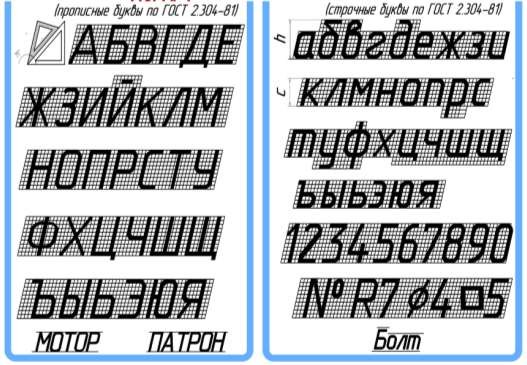 (прописные буквы по ГОСТ 2.304-81)
АБВГДЕ
ЖЗИЙКЛМ
НОПРСТУ
ФХЦЧШЩ
ЪЫЬЭЮЯ
МОТОР ПАТРОН
(строчные буквы по ГОСТ 2.304-81)
h
абвгдежзи
c
клмнопрс
туфхцчшщ
ъыьэюя
1234567890
№ R7 ⌀4 □5
Болт